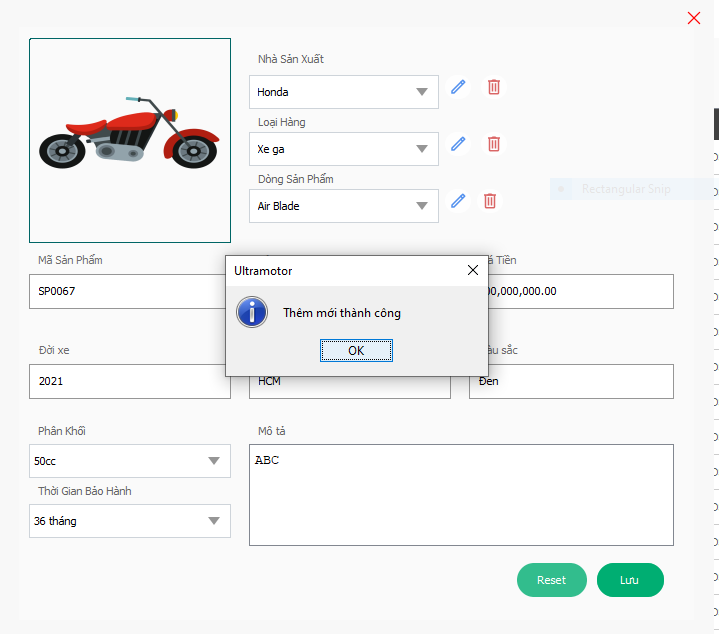 Nhà Sản Xuất
Honda
Loại Hàng
Xe ga
Dòng Sản Phẩm
Air Blade
Rectangular Snip
Mã Sản Phẩm
Tiền
SP0067
00,000,000.00
Ultramotor
Thêm mới thành công
OK
Đời xe
sắc
2021
HCM
Đen
Phân Khối
Mô tả
50cc
ABC
Thời Gian Bảo Hành
36 tháng
Reset
Lưu